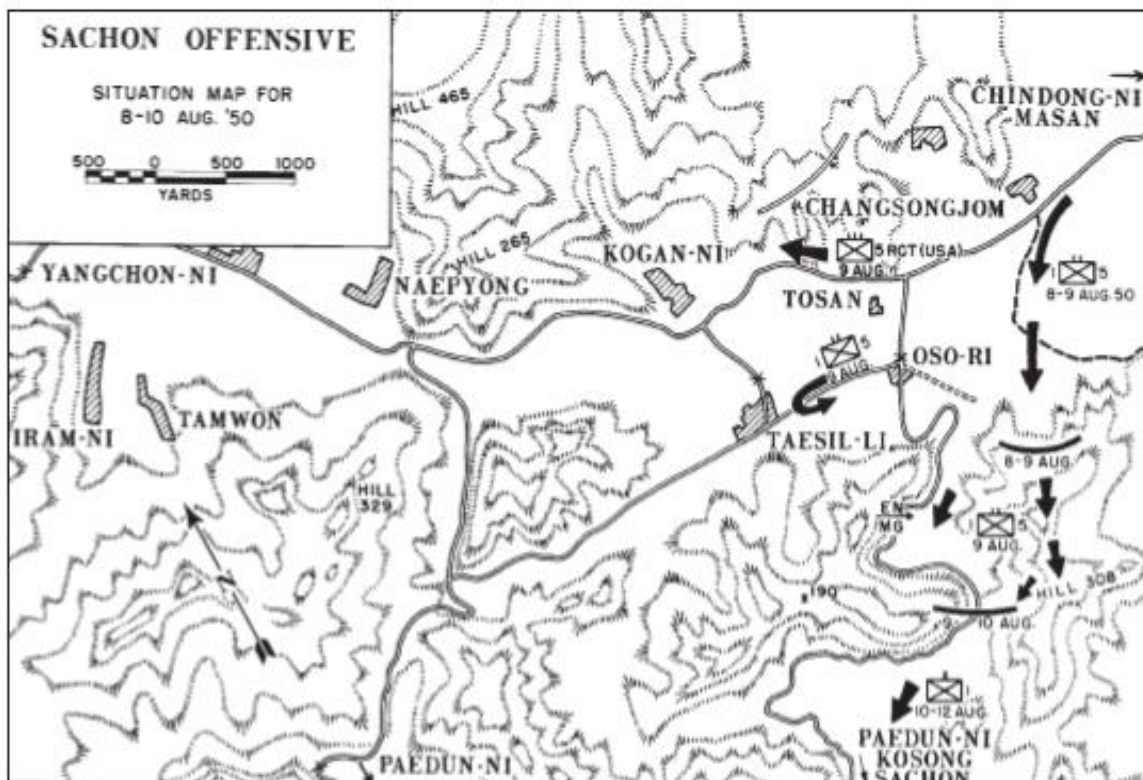 SACHON OFFENSIVE
SITUATION MAP FOR
8-10 AUG. '50
500 0 500 1000
YARDS
HILL 465
CHINDONG-NI
MASAN
CHANGSONGJOM
HILL 265
KOGAN-NI
5 RCT (USA)
9 AUG.
1 5
8-9 AUG. 50
YANGCHON-NI
NAEPYONG
TOSAN
1 5
AUG.
OSO-RI
IRAM-NI
TAMWON
TAESIL-LI
8-9 AUG.
HILL
329
EN
MG
1 5
9 AUG.
N
190
HILL 308
9-10 AUG.
1
10-12 AUG.
PAEDUN-NI
PAEDUN-NI
KOSONG
SACHON